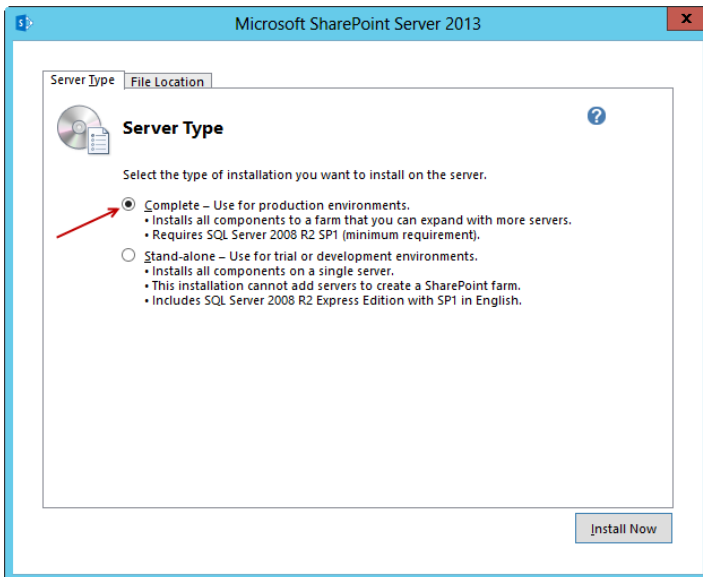 Microsoft SharePoint Server 2013
x
Server Type
File Location
Server Type
?
Select the type of installation you want to install on the server.
Complete – Use for production environments.
• Installs all components to a farm that you can expand with more servers.
• Requires SQL Server 2008 R2 SP1 (minimum requirement).
Stand-alone – Use for trial or development environments.
• Installs all components on a single server.
• This installation cannot add servers to create a SharePoint farm.
• Includes SQL Server 2008 R2 Express Edition with SP1 in English.
Install Now